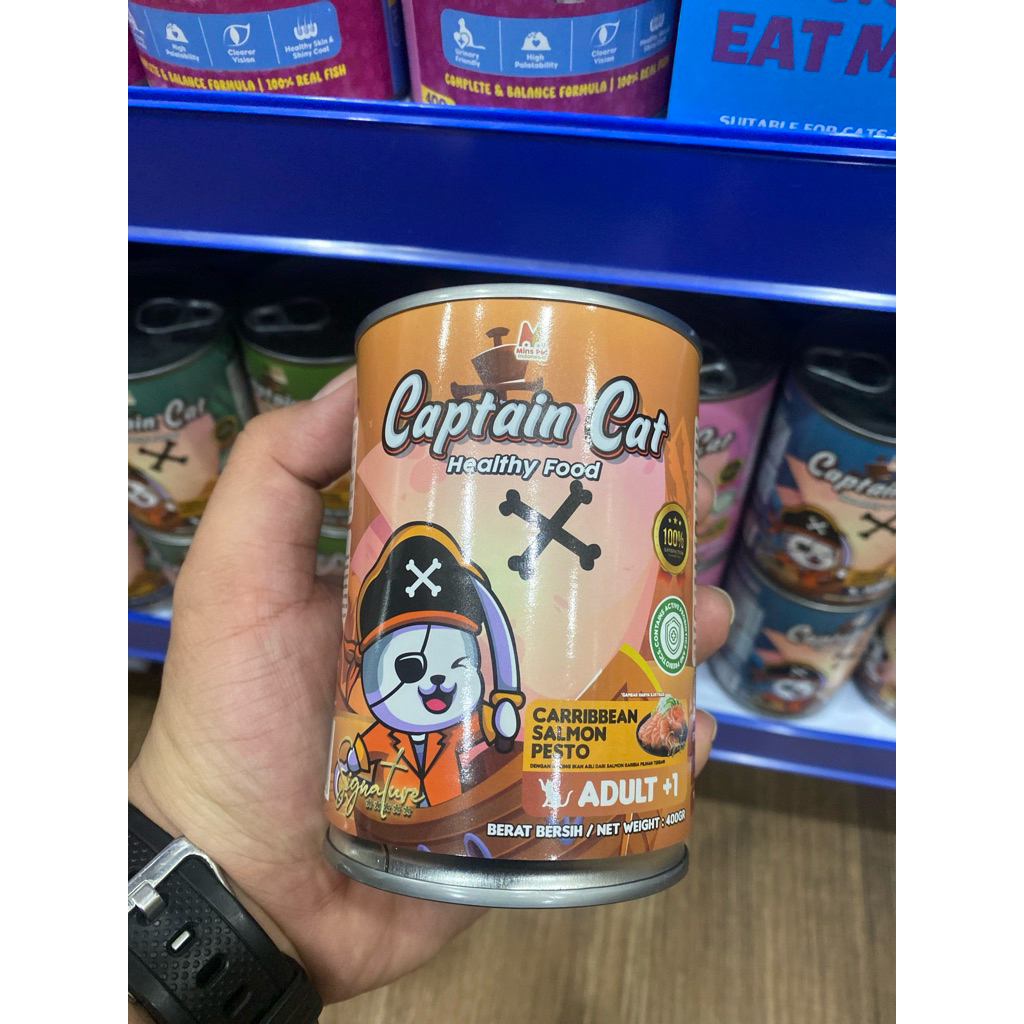 High
Palatability
Clearer
Vision
Healthy Skin &
Shiny Coat
& BALANCE FORMULA | 100% REAL FISH
Urinary
Friendly
High
Palatability
Clearer
Vision
COMPLETE & BALANCE FORMULA | 100% REAL FISH
EAT M
SUITABLE FOR CATS
Captain Cat
Healthy Food
100%
CARRIBBEAN
SALMON
PESTO
ADULT +1
Signature
BERAT BERSIH / NET WEIGHT : 400GR
Cat
Captain